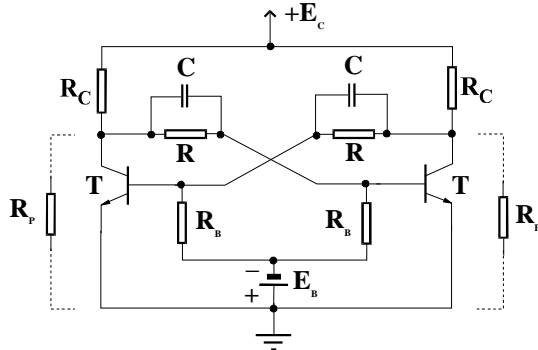 +E_C
C C
R_C R_C
R R
T T
R_P R_B R_B R_P
− E_B
+